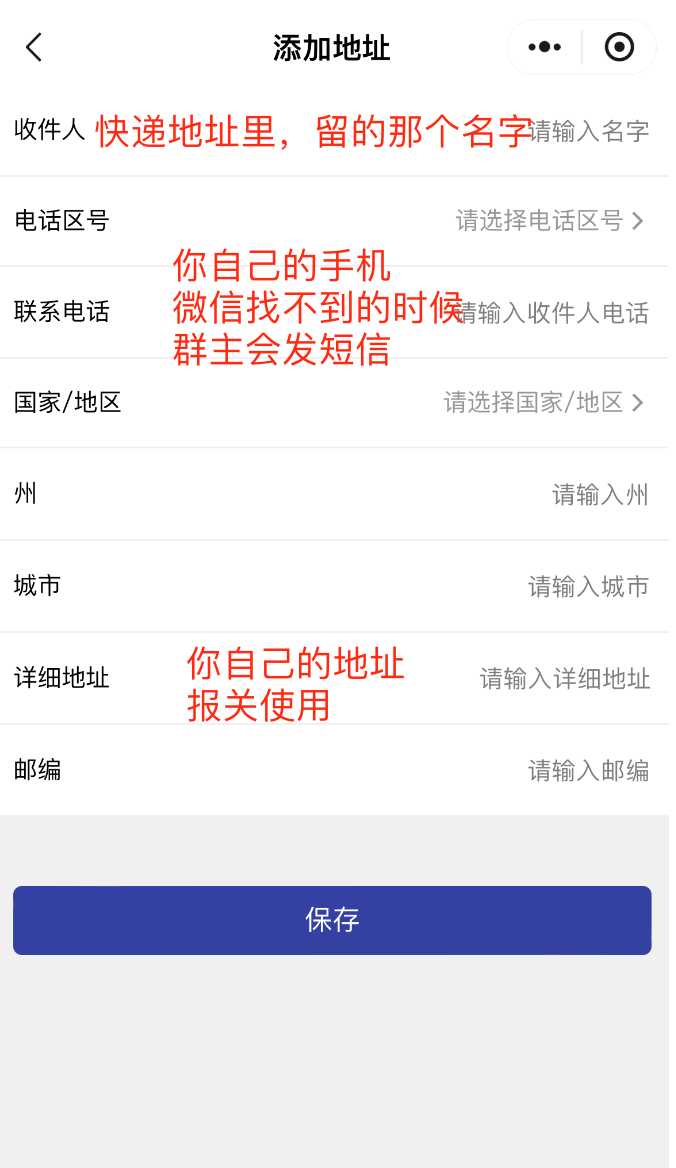 添加地址
收件人 快递地址里，留的那个名字 请输入名字
电话区号 请选择电话区号
你自己的手机
联系电话 微信找不到的时候 请输入收件人电话
群主会发短信
国家/地区 请选择国家/地区
州 请输入州
城市 请输入城市
你自己的地址
详细地址 请输入详细地址
报关使用
邮编 请输入邮编
保存